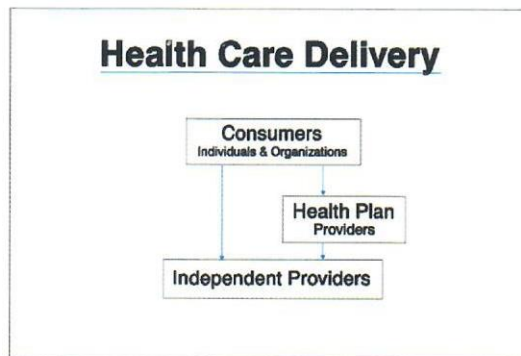 Health Care Delivery
Consumers
Individuals & Organizations
Health Plan
Providers
Independent Providers